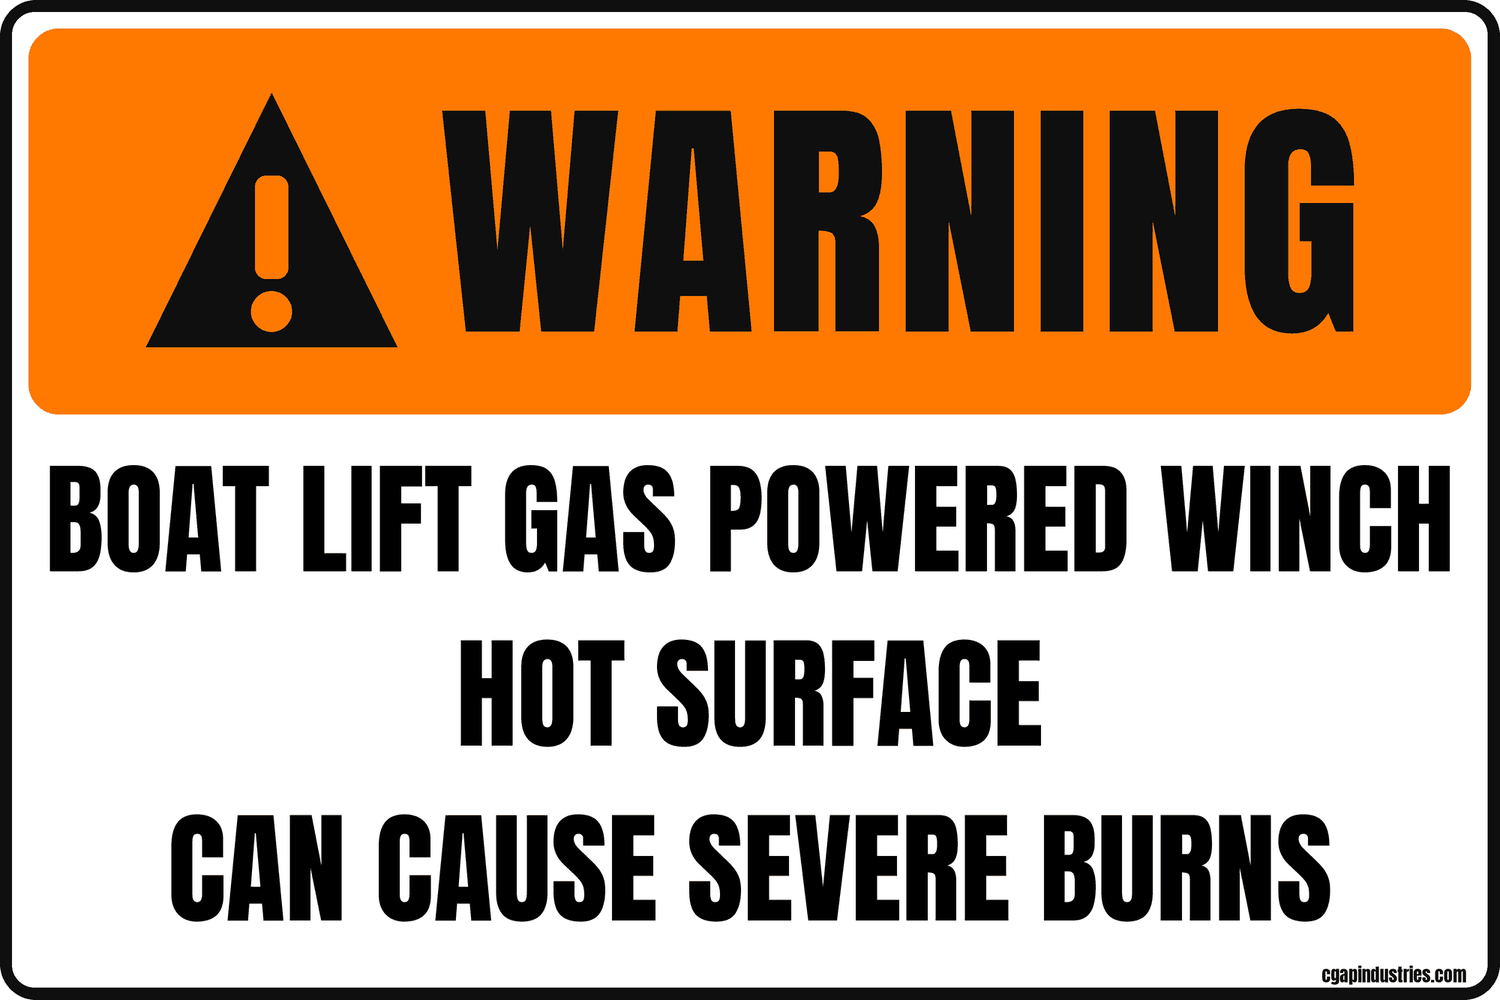 WARNING
BOAT LIFT GAS POWERED WINCH
HOT SURFACE
CAN CAUSE SEVERE BURNS
cgapindustries.com